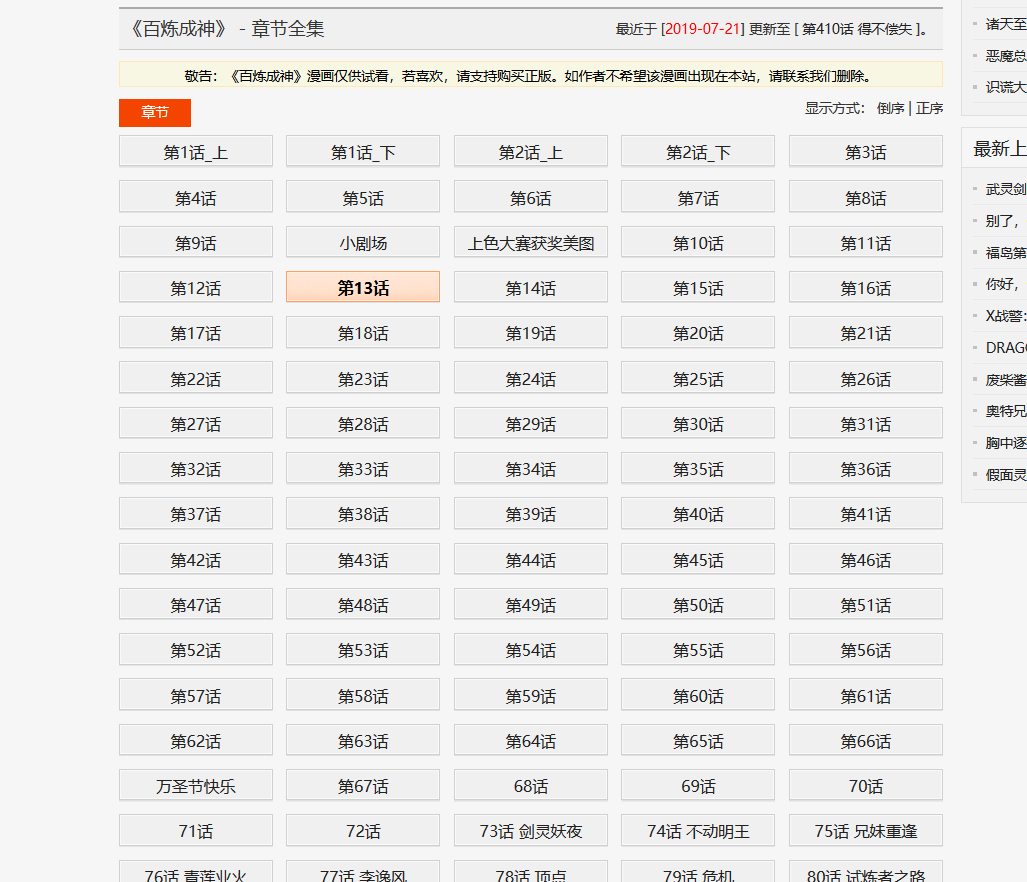 《百炼成神》 - 章节全集
最近于 [2019-07-21] 更新至 [ 第410话 得不偿失 ]。
敬告：《百炼成神》漫画仅供试看，若喜欢，请支持购买正版。如作者不希望该漫画出现在本站，请联系我们删除。
章节
显示方式： 倒序 | 正序
第1话_上 第1话_下 第2话_上 第2话_下 第3话
第4话 第5话 第6话 第7话 第8话
第9话 小剧场 上色大赛获奖美图 第10话 第11话
第12话 第13话 第14话 第15话 第16话
第17话 第18话 第19话 第20话 第21话
第22话 第23话 第24话 第25话 第26话
第27话 第28话 第29话 第30话 第31话
第32话 第33话 第34话 第35话 第36话
第37话 第38话 第39话 第40话 第41话
第42话 第43话 第44话 第45话 第46话
第47话 第48话 第49话 第50话 第51话
第52话 第53话 第54话 第55话 第56话
第57话 第58话 第59话 第60话 第61话
第62话 第63话 第64话 第65话 第66话
万圣节快乐 第67话 68话 69话 70话
71话 72话 73话 剑灵妖夜 74话 不动明王 75话 兄妹重逢
76话 青莲业火 77话 李逸风 78话 顶点 79话 危机 80话 试炼者之路
诸天至
恶魔总
识谎大
最新上
武灵剑
别了，
福岛第
你好，
X战警：
DRAG
废柴酱
奥特兄
胸中逐
假面灵